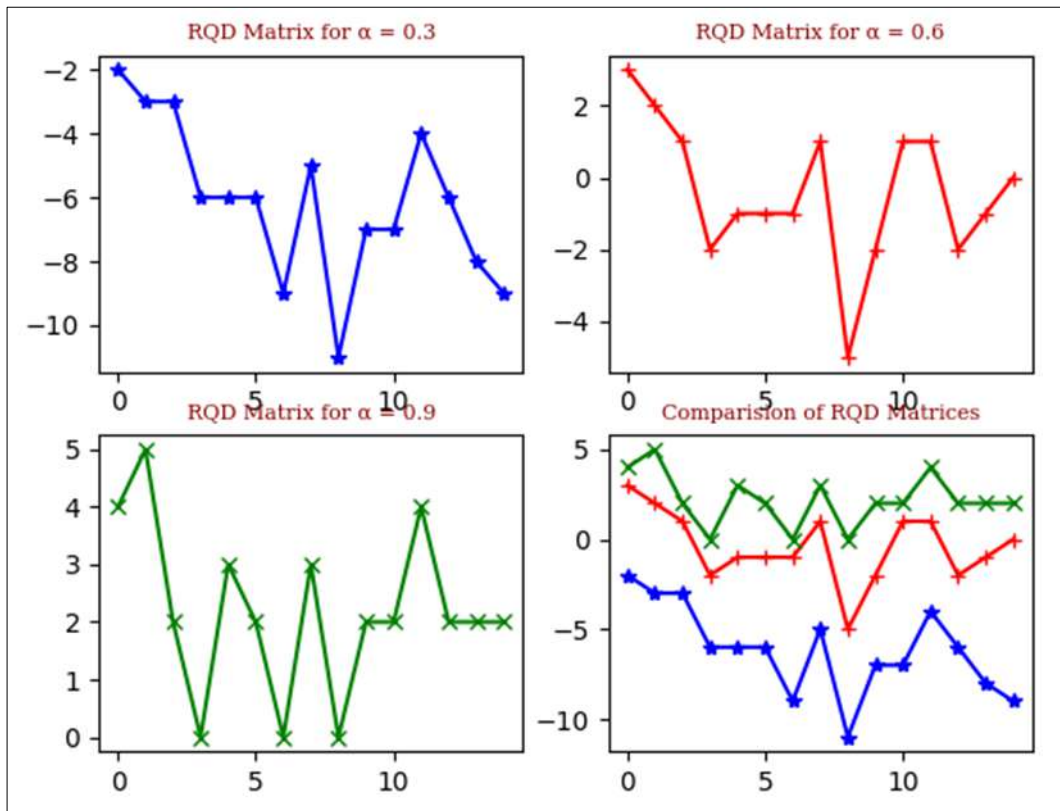 RQD Matrix for α = 0.3
−2
−4
−6
−8
−10
0 5 10
RQD Matrix for α = 0.6
2
0
−2
−4
0 5 10
RQD Matrix for α = 0.9
5
4
3
2
1
0
0 5 10
Comparision of RQD Matrices
5
0
−5
−10
0 5 10